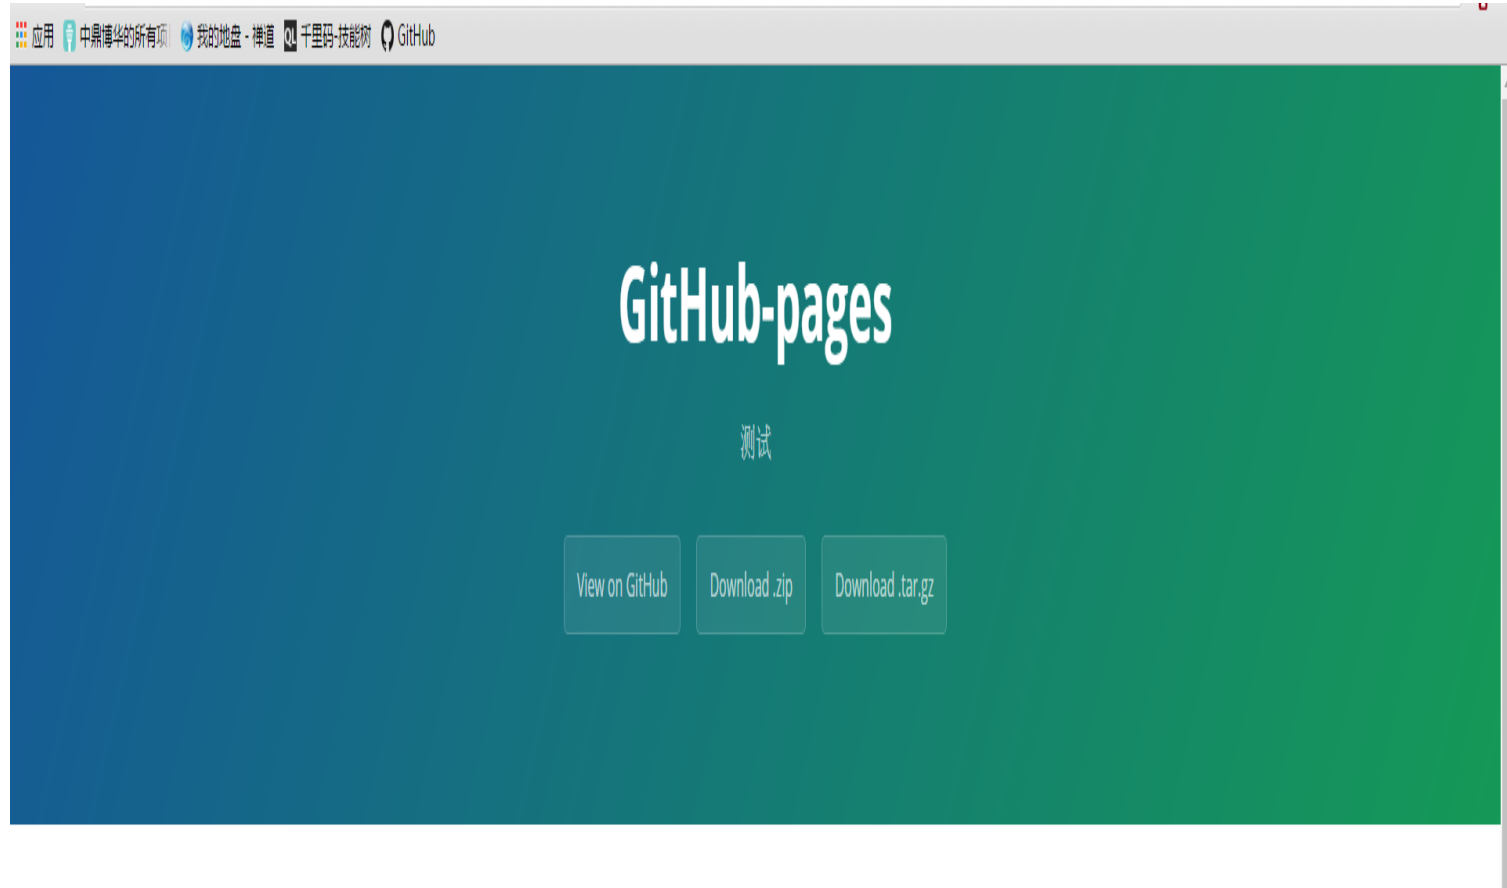 应用 中鼎博华的所有项 我的地盘 - 禅道 QL 千里码-技能树 GitHub
GitHub-pages
测试
View on GitHub Download .zip Download .tar.gz